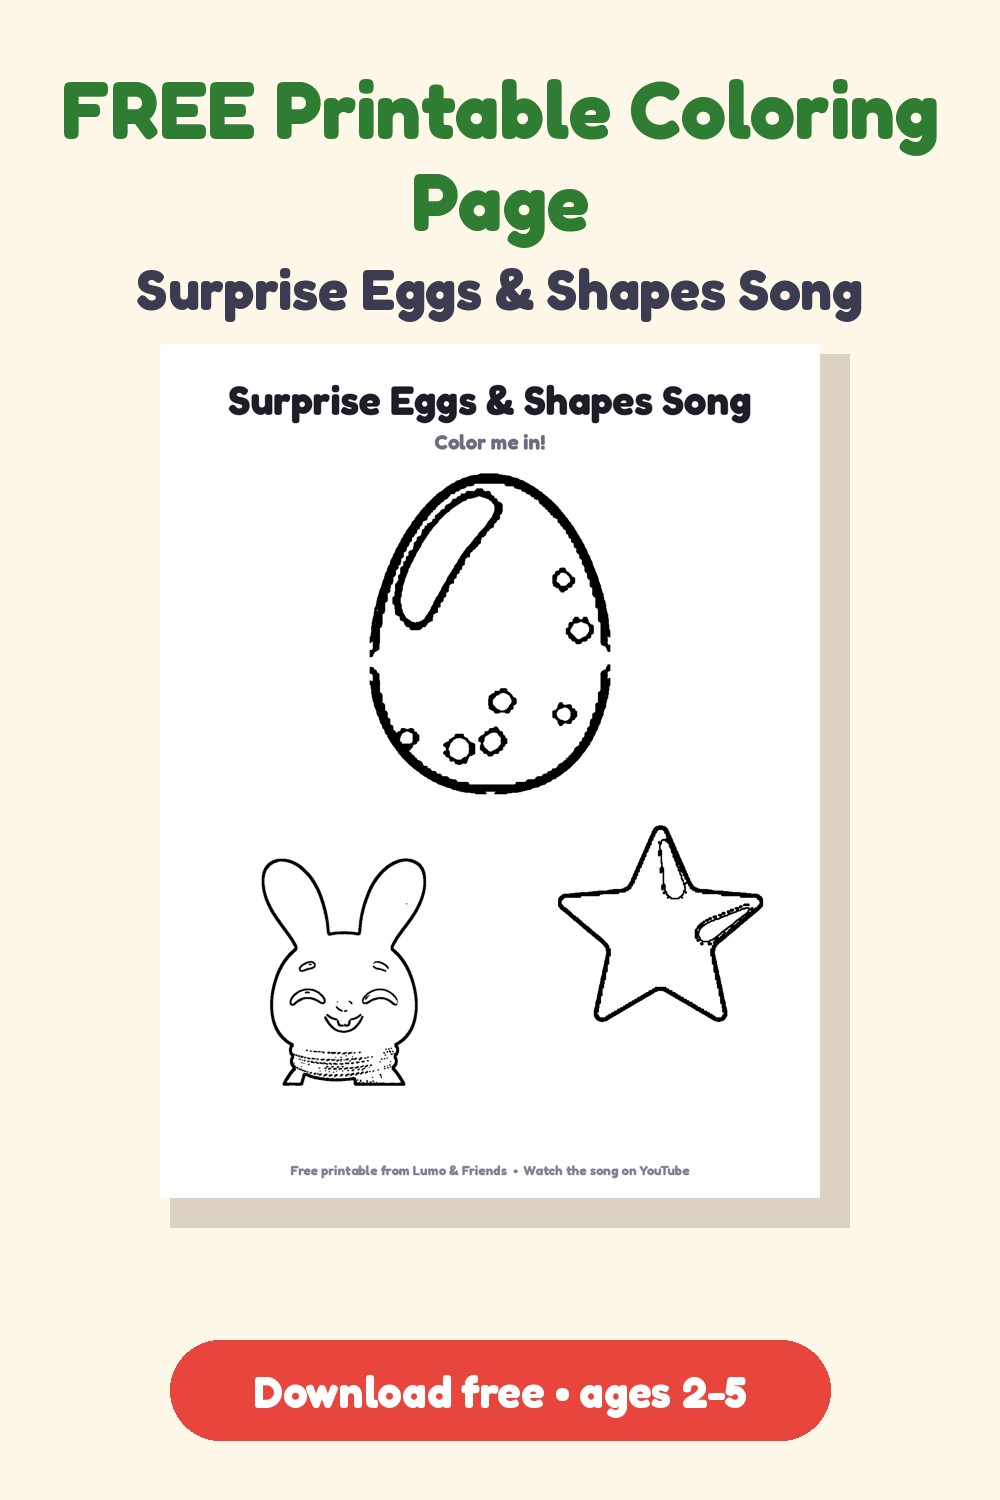 FREE Printable Coloring
Page
Surprise Eggs & Shapes Song
Surprise Eggs & Shapes Song
Color me in!
Free printable from Lumo & Friends • Watch the song on YouTube
Download free • ages 2-5